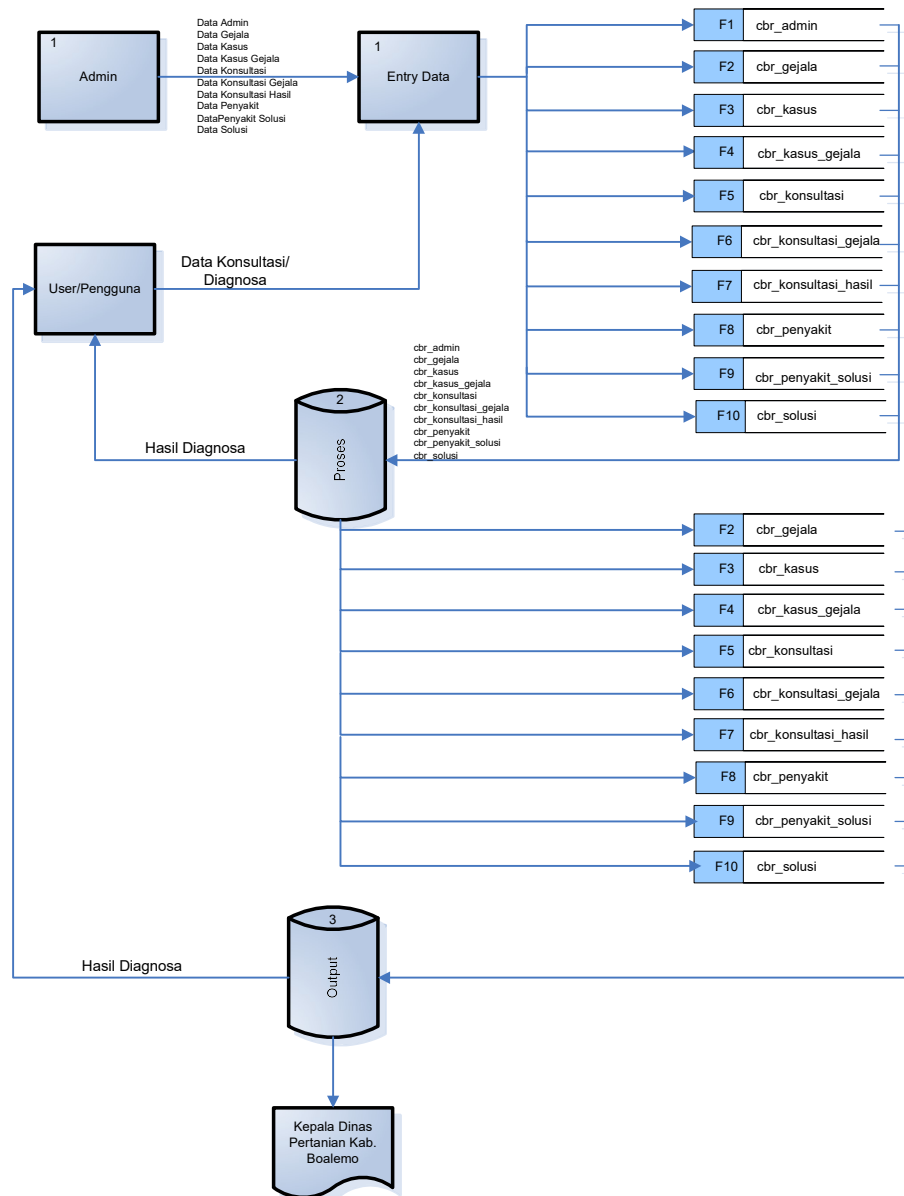 1
Admin
Data Admin
Data Gejala
Data Kasus
Data Kasus Gejala
Data Konsultasi
Data Konsultasi Gejala
Data Konsultasi Hasil
Data Penyakit
DataPenyakit Solusi
Data Solusi
1
Entry Data
F1 cbr_admin
F2 cbr_gejala
F3 cbr_kasus
F4 cbr_kasus_gejala
F5 cbr_konsultasi
F6 cbr_konsultasi_gejala
F7 cbr_konsultasi_hasil
F8 cbr_penyakit
F9 cbr_penyakit_solusi
F10 cbr_solusi
User/Pengguna
Data Konsultasi/
Diagnosa
cbr_admin
cbr_gejala
cbr_kasus
cbr_kasus_gejala
cbr_konsultasi
cbr_konsultasi_gejala
cbr_konsultasi_hasil
cbr_penyakit
cbr_penyakit_solusi
cbr_solusi
2
Proses
Hasil Diagnosa
F2 cbr_gejala
F3 cbr_kasus
F4 cbr_kasus_gejala
F5 cbr_konsultasi
F6 cbr_konsultasi_gejala
F7 cbr_konsultasi_hasil
F8 cbr_penyakit
F9 cbr_penyakit_solusi
F10 cbr_solusi
3
Output
Hasil Diagnosa
Kepala Dinas
Pertanian Kab.
Boalemo